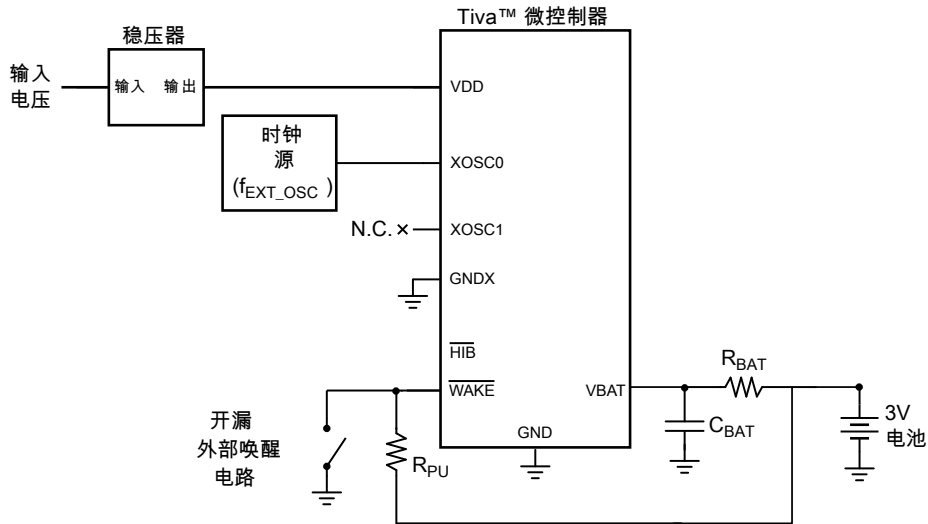 Tiva™ 微控制器
稳压器
输入
电压
输入 输出
VDD
时钟
源
(fEXT_OSC )
XOSC0
N.C. ×
XOSC1
GNDX
HIB
WAKE
VBAT
RBAT
开漏
外部唤醒
电路
RPU
GND
CBAT
3V
电池